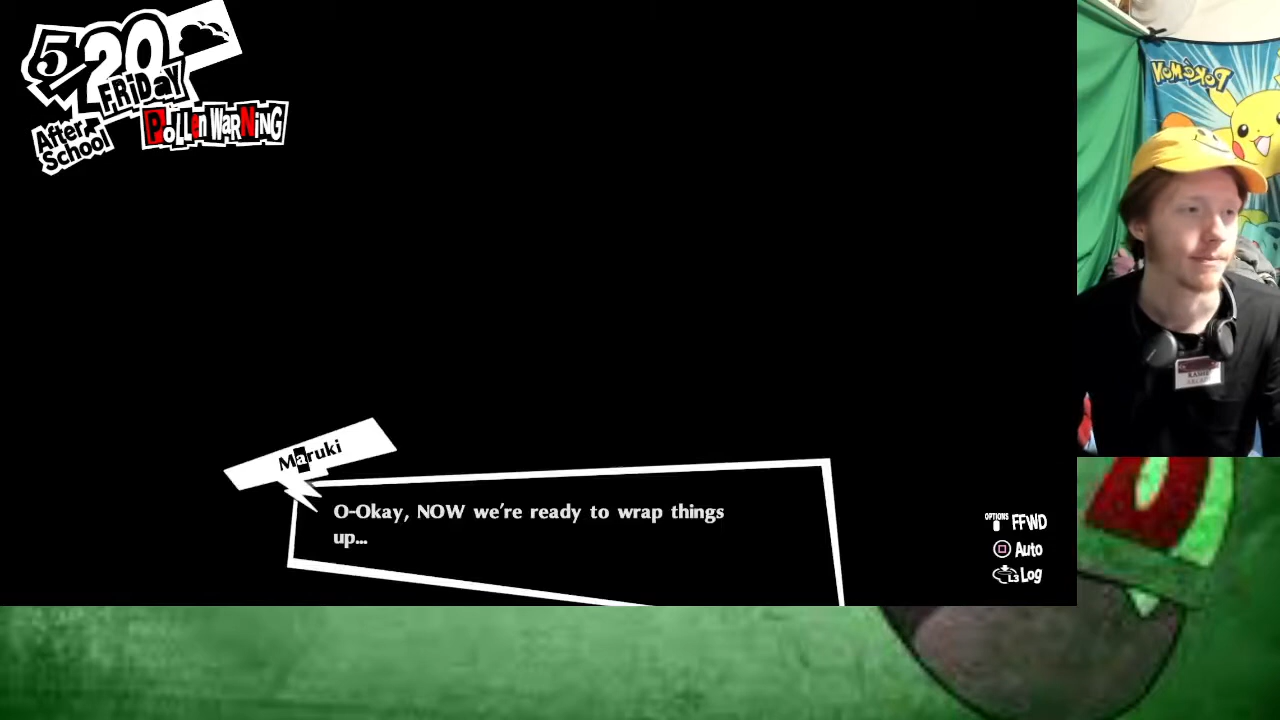 5/20
FRiDaY
After School
POLLen WarNiNG
Maruki
O-Okay, NOW we're ready to wrap things
up...
OPTIONS FFWD
Auto
L3 Log
POKéMON